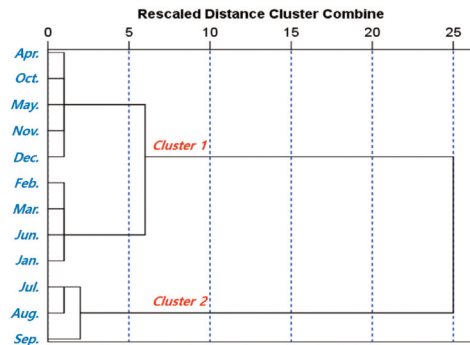 Rescaled Distance Cluster Combine
0 5 10 15 20 25
Apr.
Oct.
May.
Nov.
Dec.
Cluster 1
Feb.
Mar.
Jun.
Jan.
Jul.
Cluster 2
Aug.
Sep.